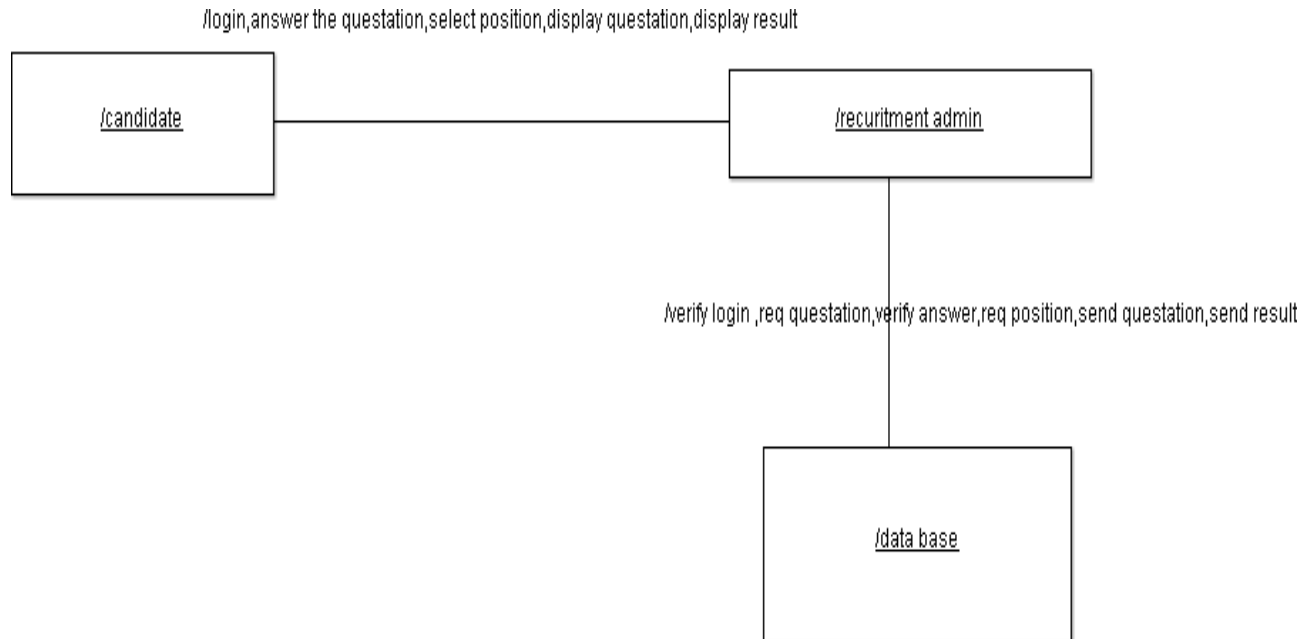 /login,answer the questation,select position,display questation,display result
/candidate
/recuritment admin
/verify login ,req questation,verify answer,req position,send questation,send result
/data base